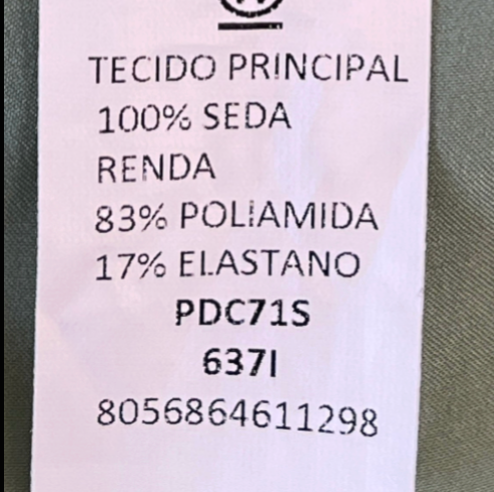 TECIDO PRINCIPAL
100% SEDA
RENDA
83% POLIAMIDA
17% ELASTANO
PDC71S
637I
8056864611298